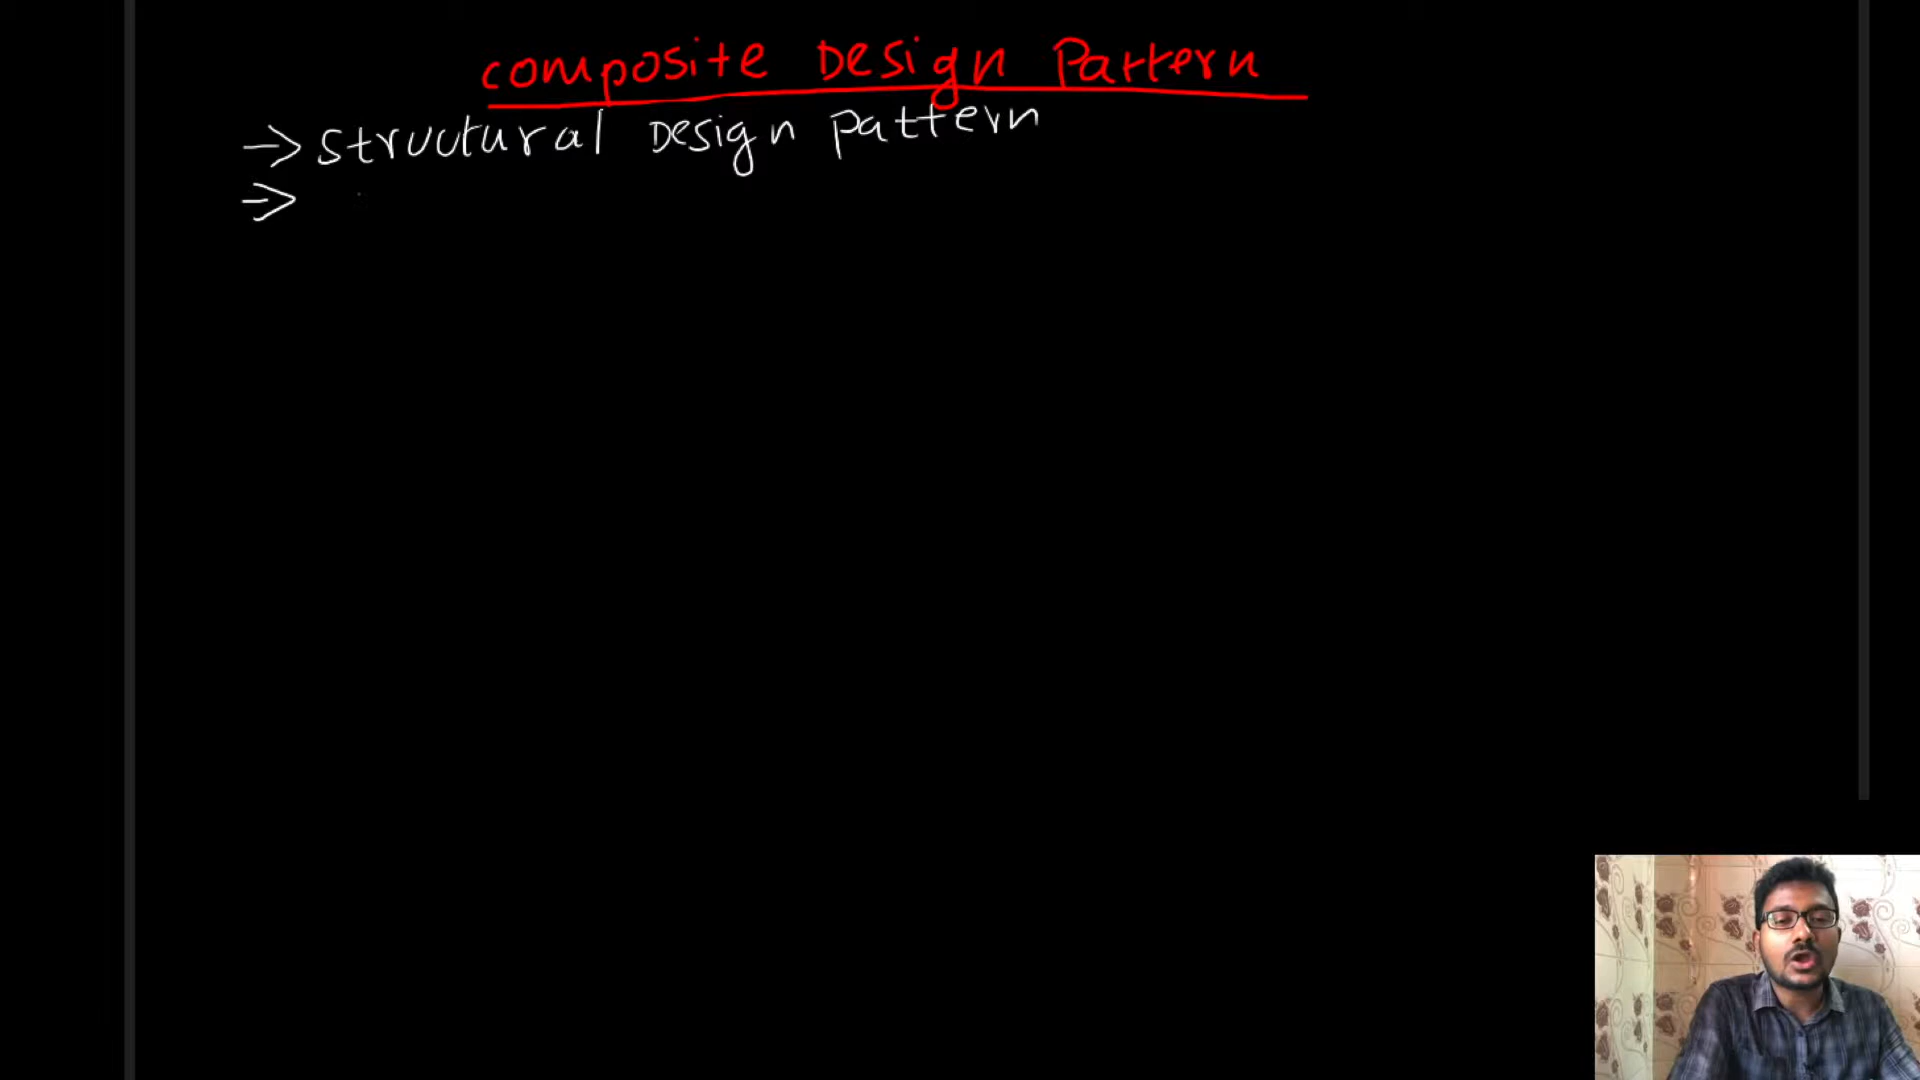 composite Design Pattern
→ structural Design pattern
→